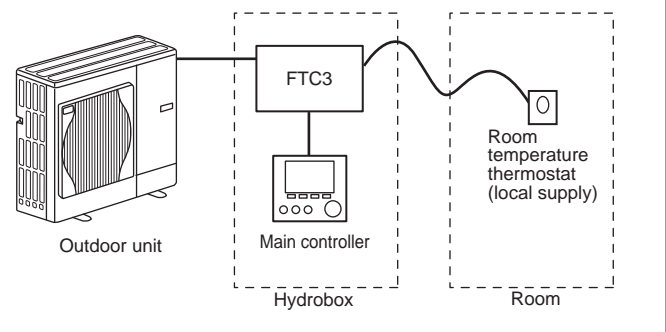 FTC3
Room
temperature
thermostat
(local supply)
Outdoor unit
Main controller
Hydrobox
Room